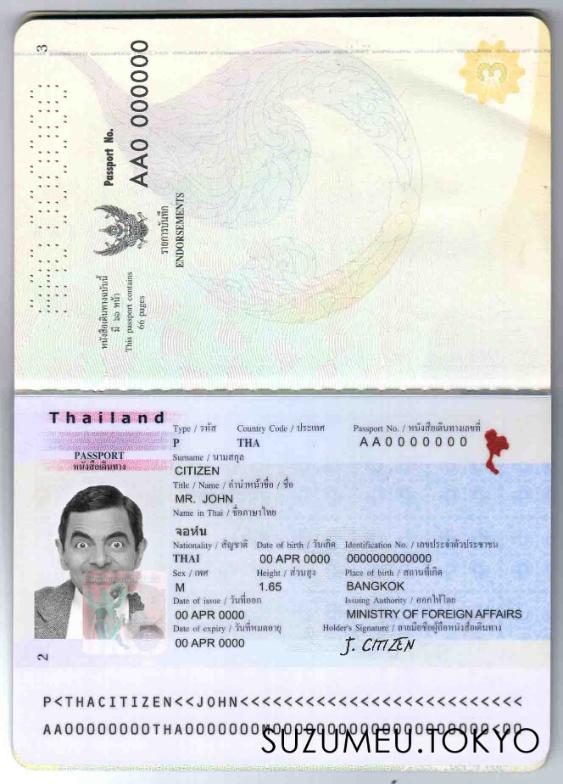 3
3
Passport No.
AA0 000000
รายการบันทึก
ENDORSEMENTS
หนังสือเดินทางฉบับนี้
มี ๖๖ หน้า
This passport contains
66 pages
Thailand
PASSPORT
หนังสือเดินทาง
Type / รหัส Country Code / ประเทศ Passport No. / หนังสือเดินทางเลขที่
P THA AA0000000
Surname / นามสกุล
CITIZEN
Title / Name / คำนำหน้าชื่อ / ชื่อ
MR. JOHN
Name in Thai / ชื่อภาษาไทย
จอห์น
Nationality / สัญชาติ Date of birth / วันเกิด Identification No. / เลขประจำตัวประชาชน
THAI 00 APR 0000 0000000000000
Sex / เพศ Height / ส่วนสูง Place of birth / สถานที่เกิด
M 1.65 BANGKOK
Date of issue / วันที่ออก Issuing Authority / ออกให้โดย
00 APR 0000 MINISTRY OF FOREIGN AFFAIRS
Date of expiry / วันที่หมดอายุ Holder's Signature / ลายมือชื่อผู้ถือหนังสือเดินทาง
00 APR 0000 J. CITIZEN
2
P<THACITIZEN<<JOHN<<<<<<<<<<<<<<<<<<<<<<<<<<
SUZUMEU.TOKYO